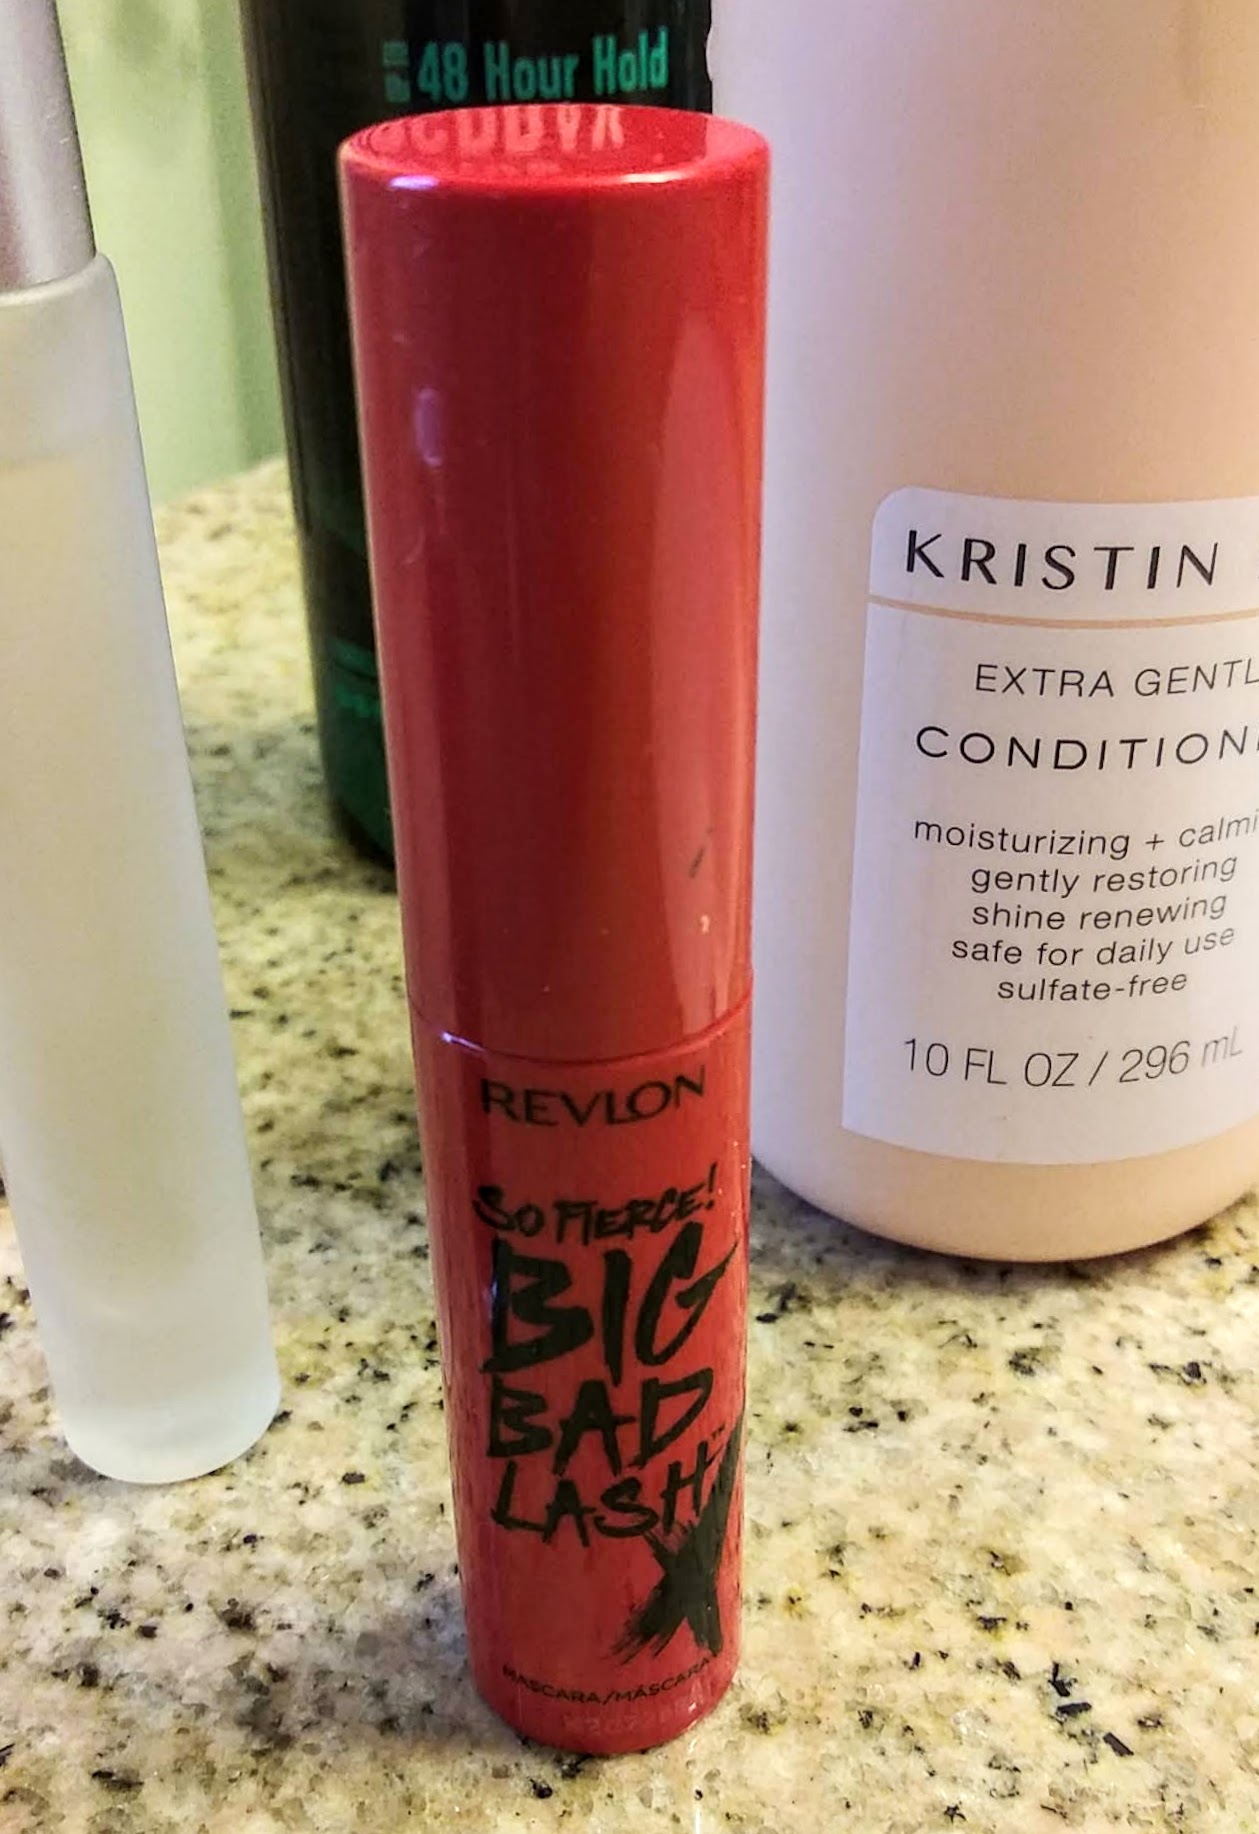 48 Hour Hold
REVLON
SO FIERCE!
BIG
BAD
LASH™
X
MASCARA/MÁSCARA
KRISTIN
EXTRA GENTL
CONDITION
moisturizing + calmi
gently restoring
shine renewing
safe for daily use
sulfate-free
10 FL OZ / 296 mL